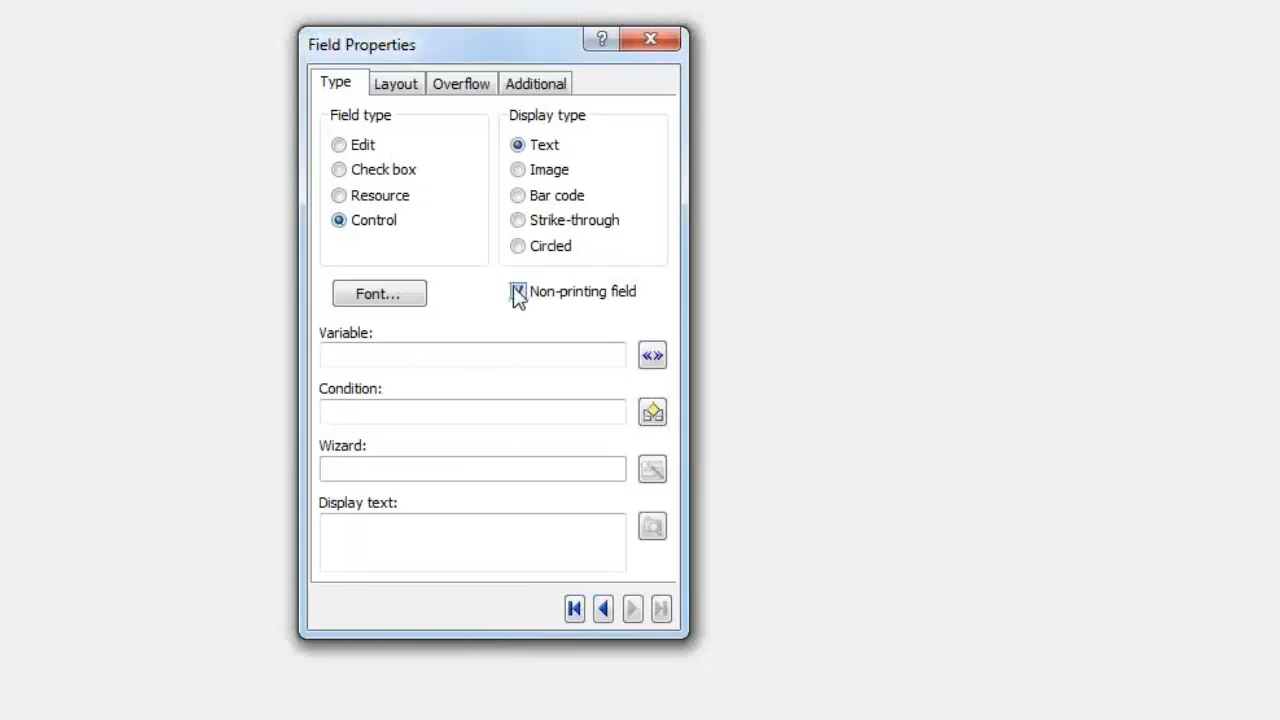 Field Properties
?
Type Layout Overflow Additional
Field type
Edit
Check box
Resource
Control
Display type
Text
Image
Bar code
Strike-through
Circled
Font...
Non-printing field
Variable:
«»
Condition:
Wizard:
Display text: